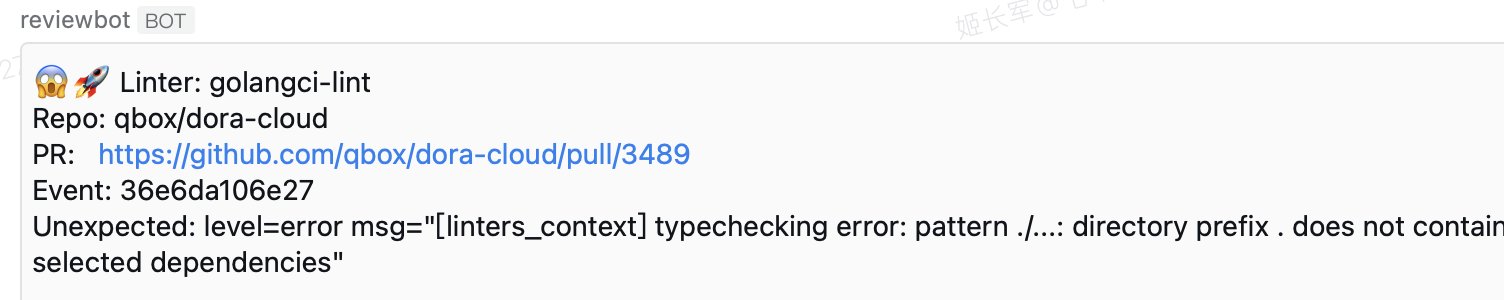 reviewbot BOT
姬长军@
27
😱🚀 Linter: golangci-lint
Repo: qbox/dora-cloud
PR: https://github.com/qbox/dora-cloud/pull/3489
Event: 36e6da106e27
Unexpected: level=error msg="[linters_context] typechecking error: pattern ./...: directory prefix . does not contain
selected dependencies"